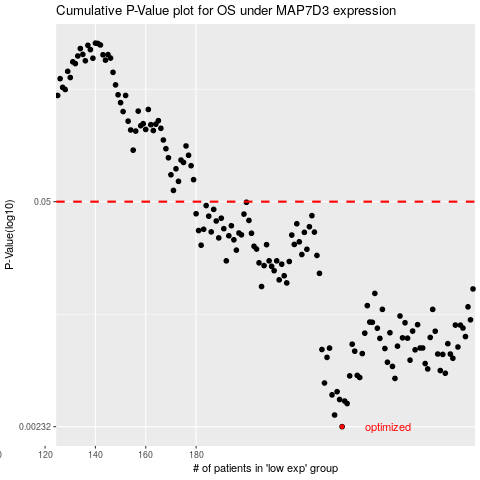 Cumulative P-Value plot for OS under MAP7D3 expression
P-Value(log10)
0.05
0.00232
optimized
0
120
140
160
180
# of patients in 'low exp' group